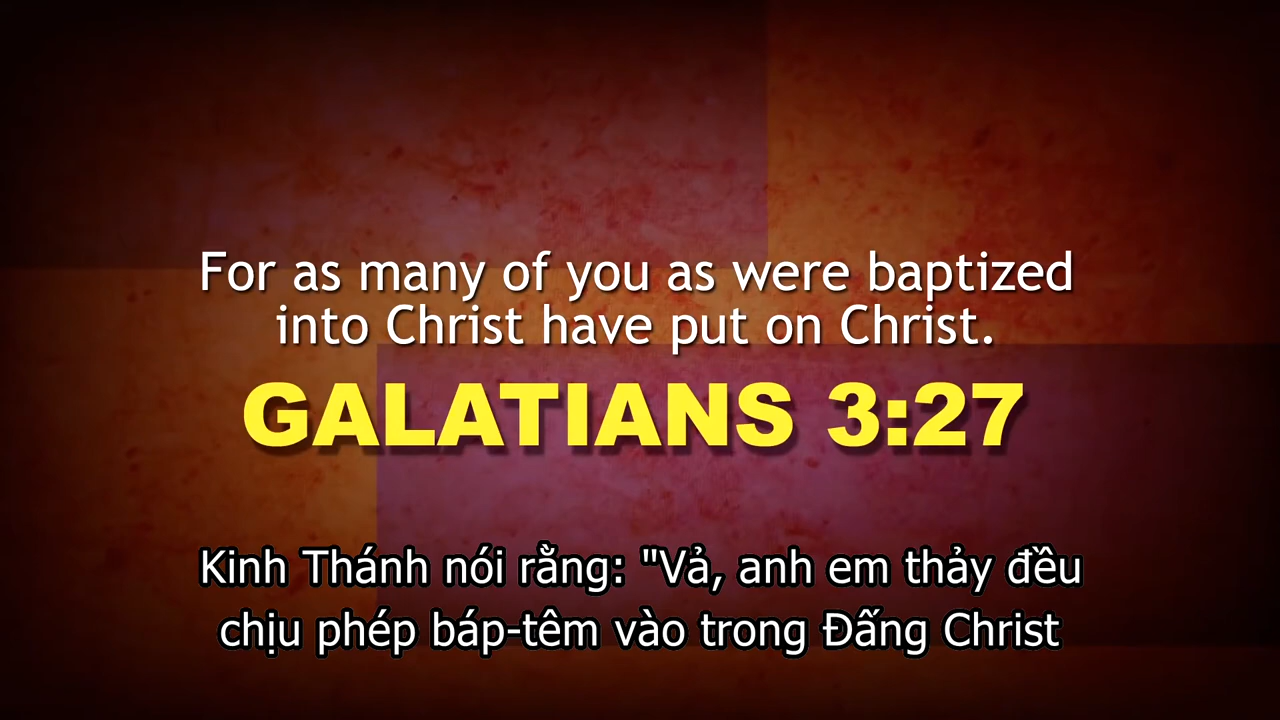 For as many of you as were baptized
into Christ have put on Christ.
GALATIANS 3:27
Kinh Thánh nói rằng: "Vả, anh em thảy đều
chịu phép báp-têm vào trong Đấng Christ